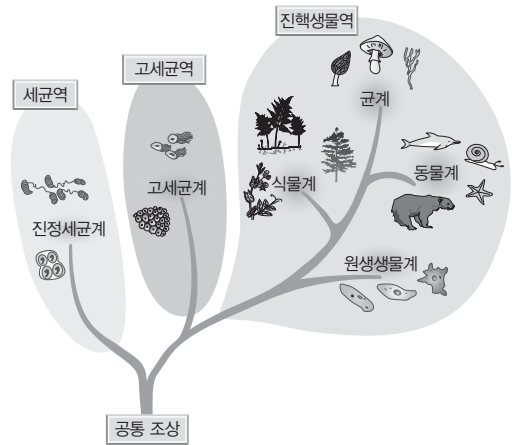 진핵생물역
고세균역
세균역
균계
동물계
식물계
고세균계
진정세균계
원생생물계
공통 조상